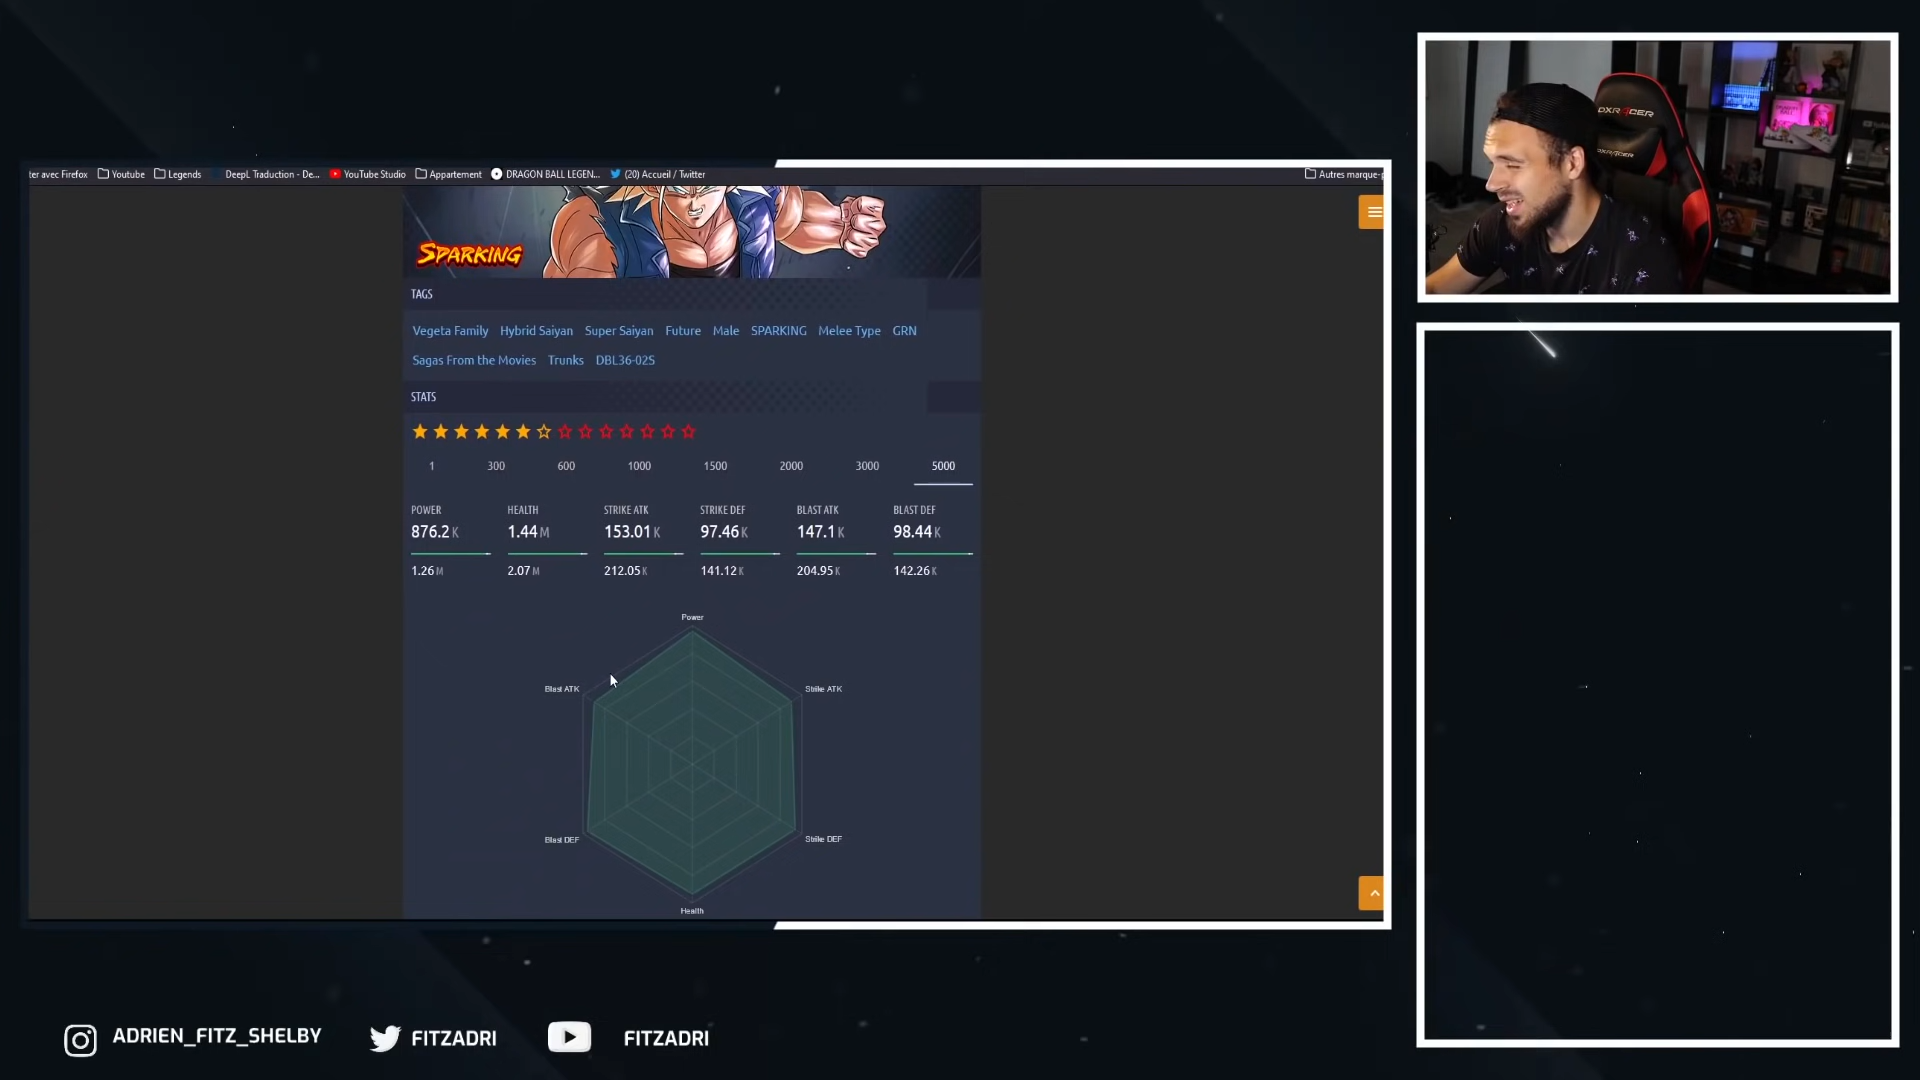 ter avec Firefox Youtube Legends DeepL Traduction - De... YouTube Studio Appartement DRAGON BALL LEGEN... (20) Accueil / Twitter Autres marque-p
SPARKING
TAGS
Vegeta Family Hybrid Saiyan Super Saiyan Future Male SPARKING Melee Type GRN
Sagas From the Movies Trunks DBL36-02S
STATS
1 300 600 1000 1500 2000 3000 5000
POWER HEALTH STRIKE ATK STRIKE DEF BLAST ATK BLAST DEF
876.2 K 1.44 M 153.01 K 97.46 K 147.1 K 98.44 K
1.26 M 2.07 M 212.05 K 141.12 K 204.95 K 142.26 K
Power
Blast ATK Strike ATK
Blast DEF Strike DEF
Health
DXRACER
DXRACER
ADRIEN_FITZ_SHELBY FITZADRI FITZADRI